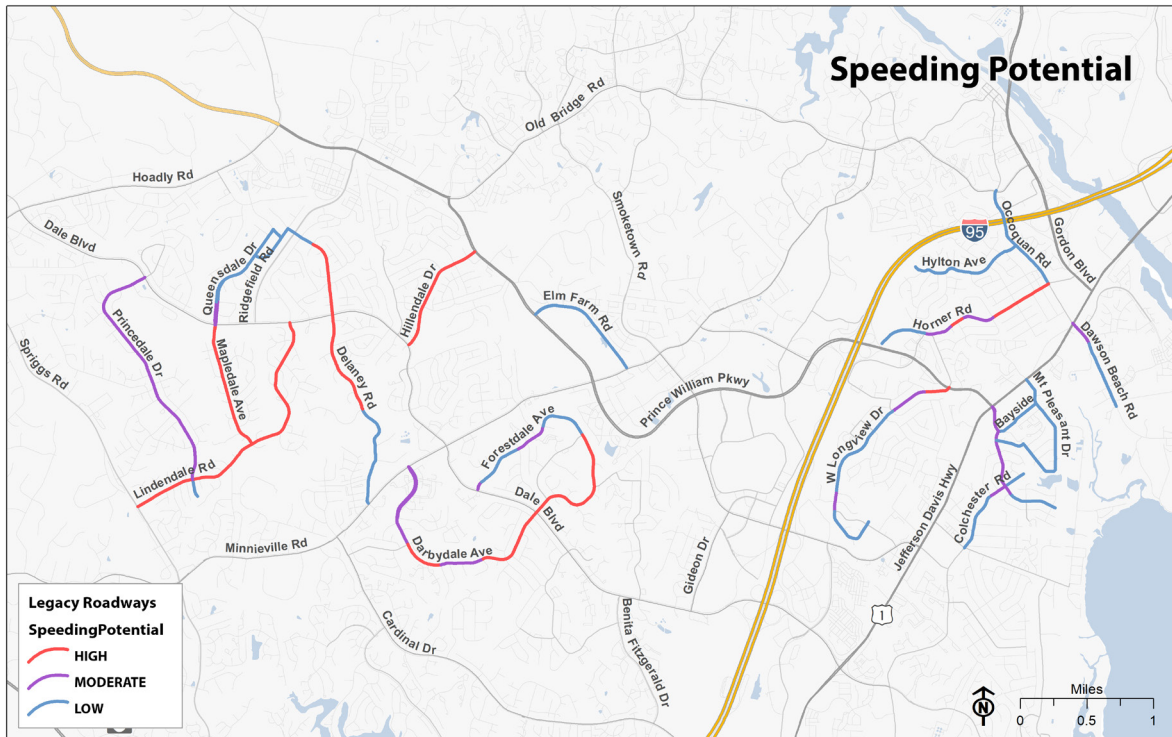 Speeding Potential
Old Bridge Rd
Hoadly Rd
Dale Blvd
Smoketown Rd
Occoquan Rd
Gordon Blvd
95
Hylton Ave
Queensdale Dr
Ridgefield Rd
Hillendale Dr
Elm Farm Rd
Horner Rd
Princedale Dr
Spriggs Rd
Mapledale Ave
Delaney Rd
Dawson Beach Rd
Prince William Pkwy
Mt Pleasant Dr
Bayside
W Longview Dr
Forestdale Ave
Lindendale Rd
Dale Blvd
Colchester Rd
Jefferson Davis Hwy
Minnieville Rd
Darbydale Ave
Gideon Dr
Benita Fitzgerald Dr
Cardinal Dr
1
Legacy Roadways
SpeedingPotential
HIGH
MODERATE
LOW
N
Miles
0 0.5 1